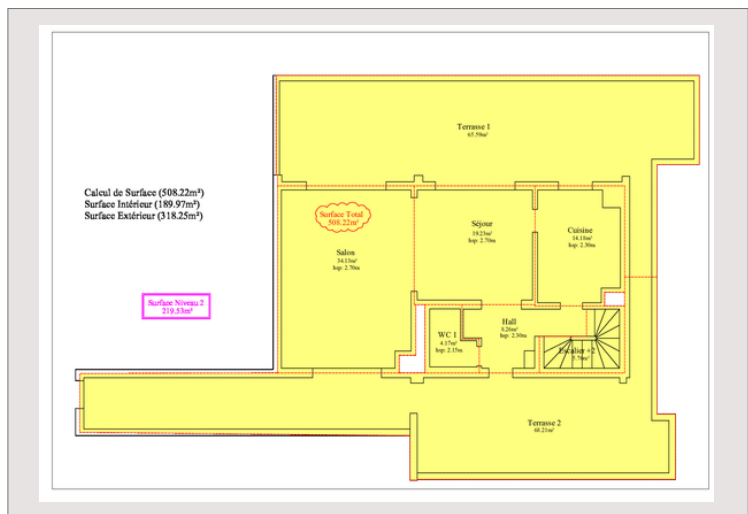 Terrasse 1
65.59m²
Calcul de Surface (508.22m²)
Surface Intérieur (189.97m²)
Surface Extérieur (318.25m²)
Surface Total
508.22m²
Séjour
19.23m²
hsp: 2.70m
Cuisine
14.18m²
hsp: 2.30m
Salon
34.13m²
hsp: 2.70m
Surface Niveau 2
219.53m²
Hall
8.26m²
hsp: 2.30m
WC 1
4.17m²
hsp: 2.15m
Escalier +2
5.76m²
Terrasse 2
68.21m²